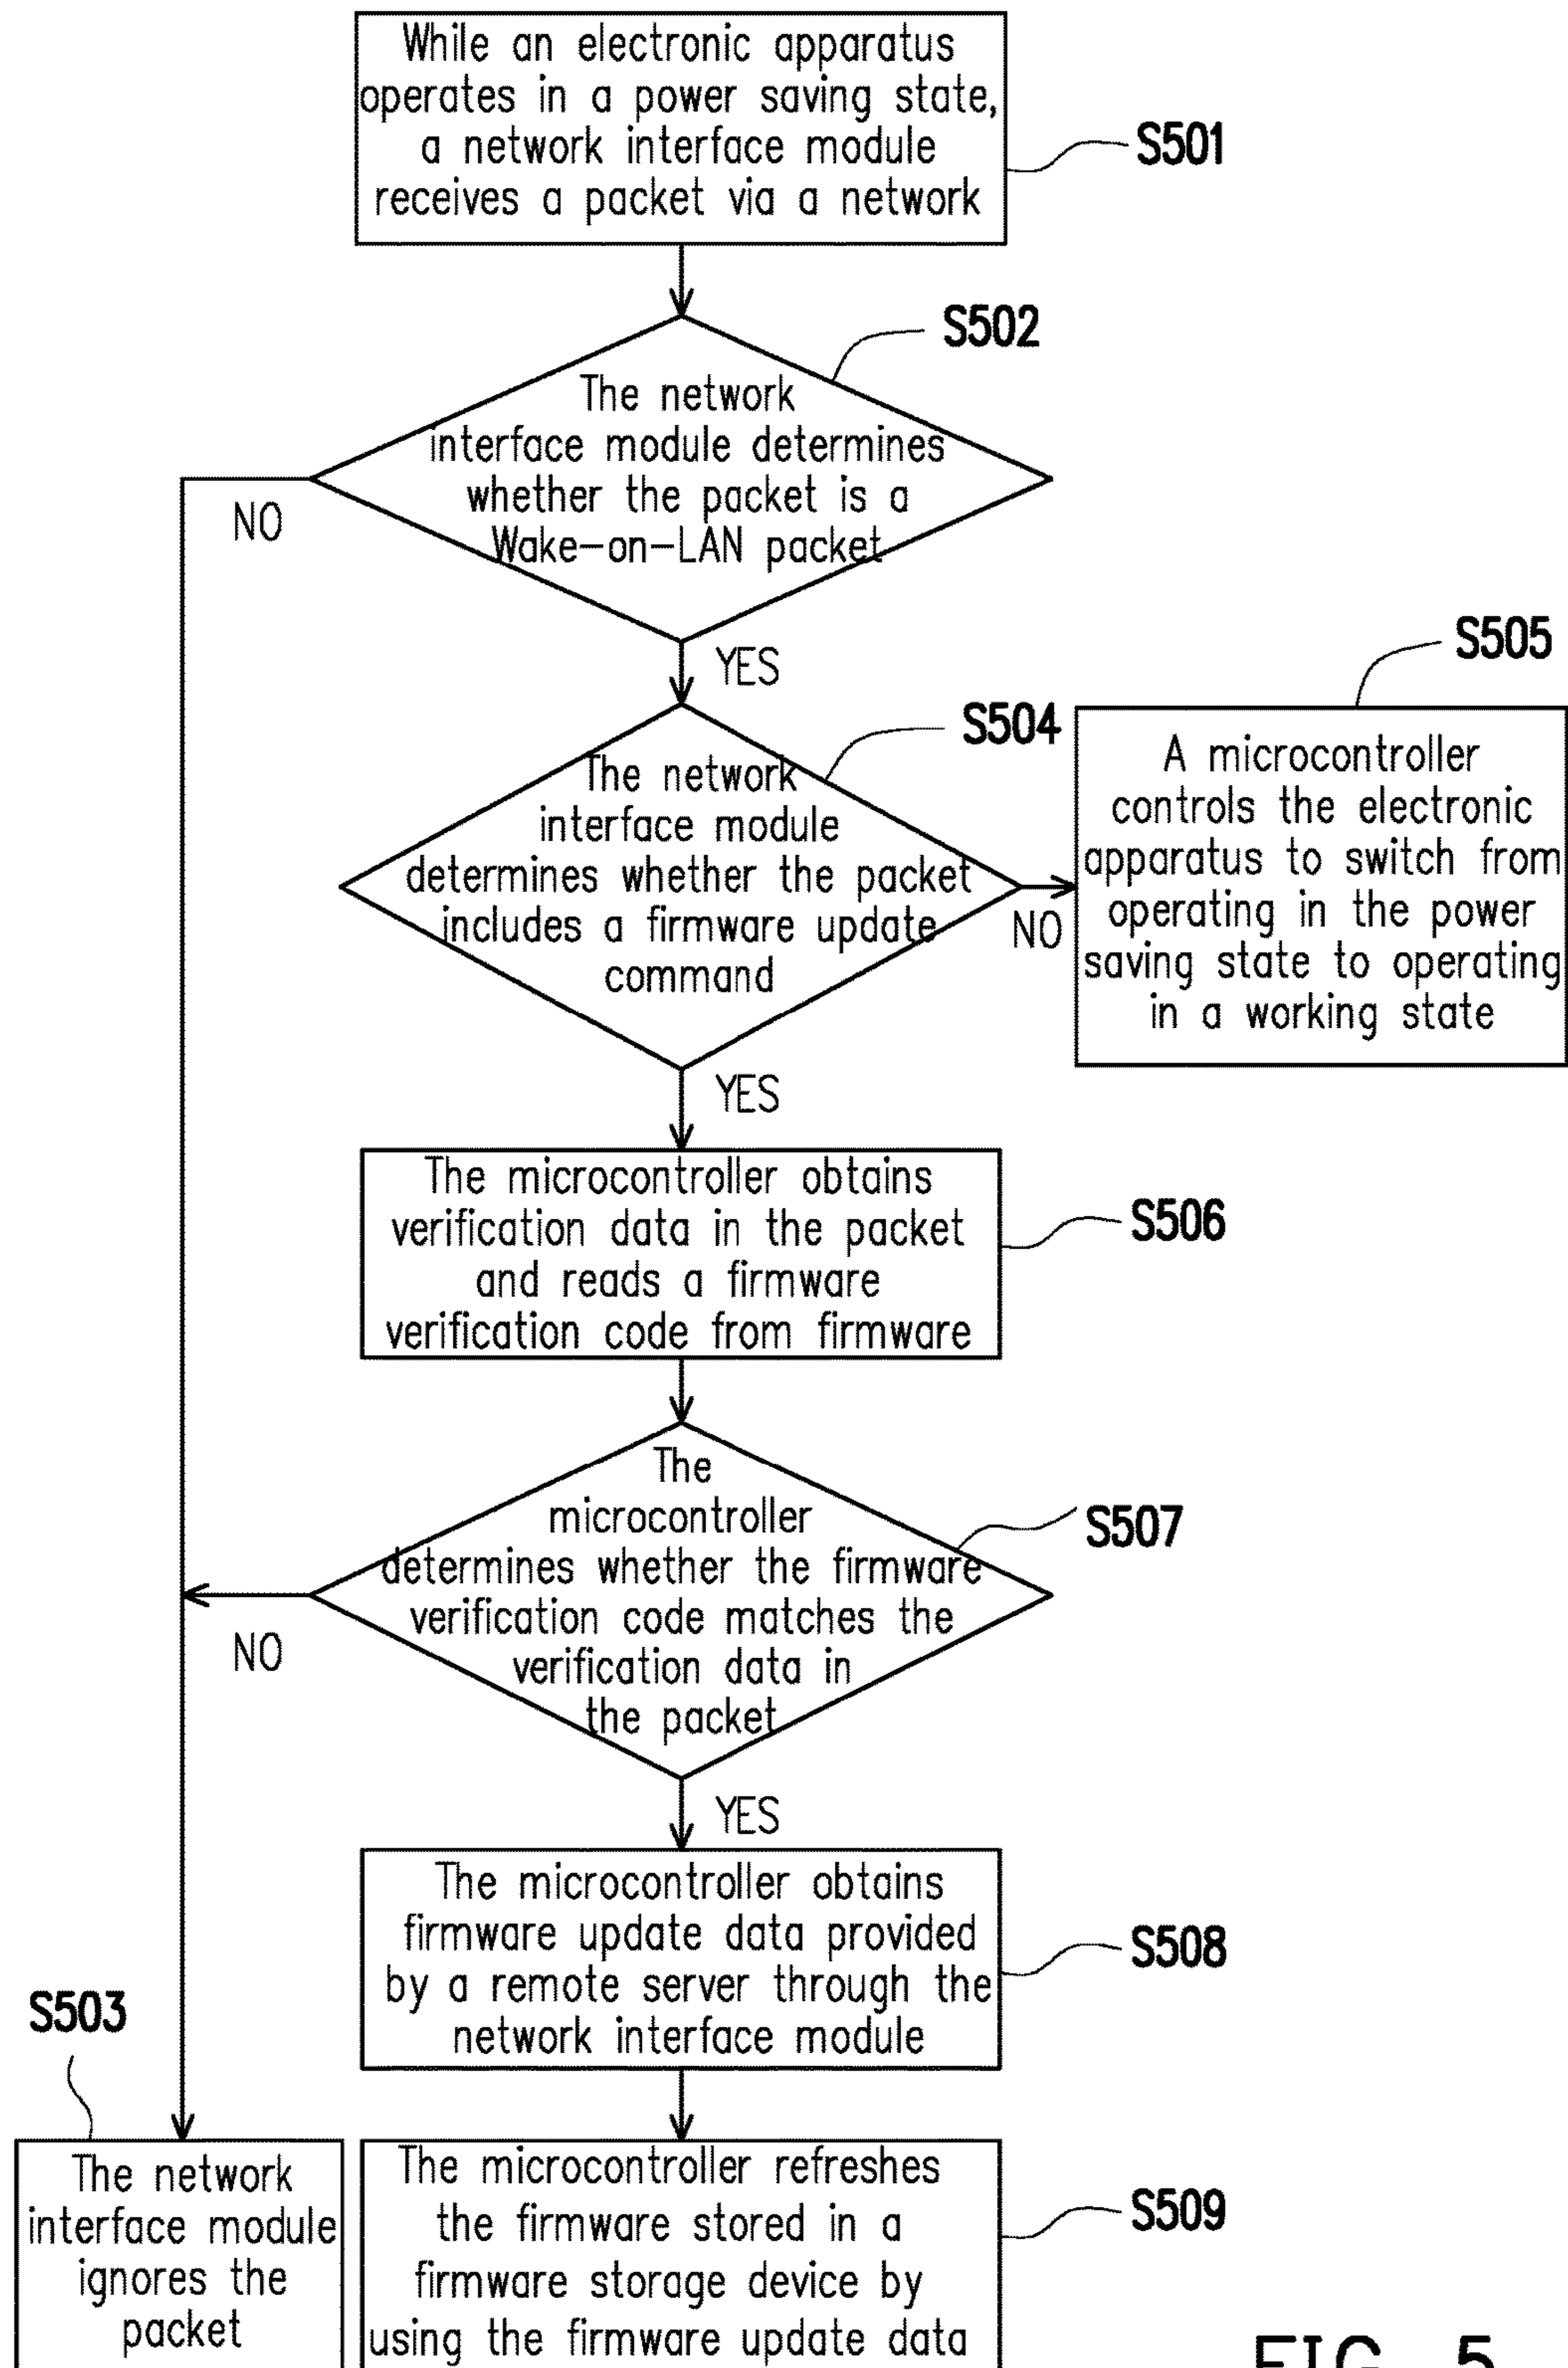 While an electronic apparatus
operates in a power saving state,
a network interface module
receives a packet via a network
S501
S502
The network
interface module determines
whether the packet is a
Wake-on-LAN packet
NO
YES
S504
The network
interface module
determines whether the packet
includes a firmware update
command
NO
S505
A microcontroller
controls the electronic
apparatus to switch from
operating in the power
saving state to operating
in a working state
YES
The microcontroller obtains
verification data in the packet
and reads a firmware
verification code from firmware
S506
The
microcontroller
determines whether the firmware
verification code matches the
verification data in
the packet
S507
NO
YES
The microcontroller obtains
firmware update data provided
by a remote server through the
network interface module
S508
S503
The network
interface module
ignores the
packet
The microcontroller refreshes
the firmware stored in a
firmware storage device by
using the firmware update data
S509
FIG. 5